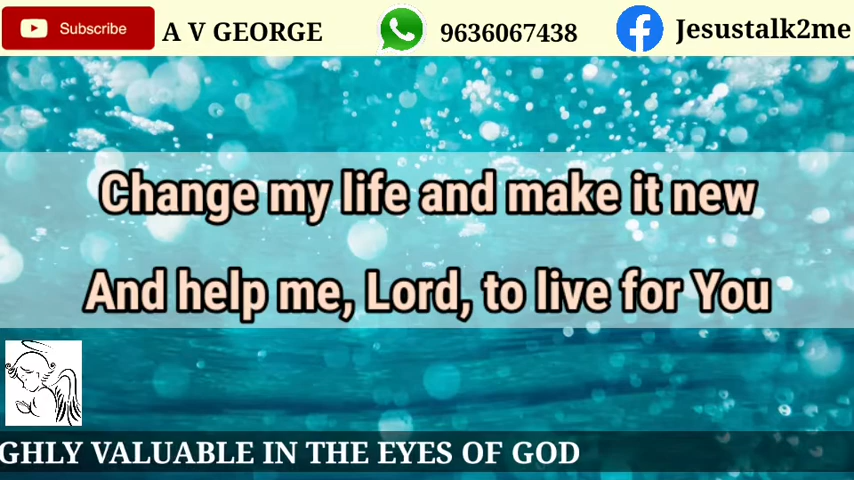 Subscribe A V GEORGE 9636067438 Jesustalk2me
Change my life and make it new
And help me, Lord, to live for You
GHLY VALUABLE IN THE EYES OF GOD